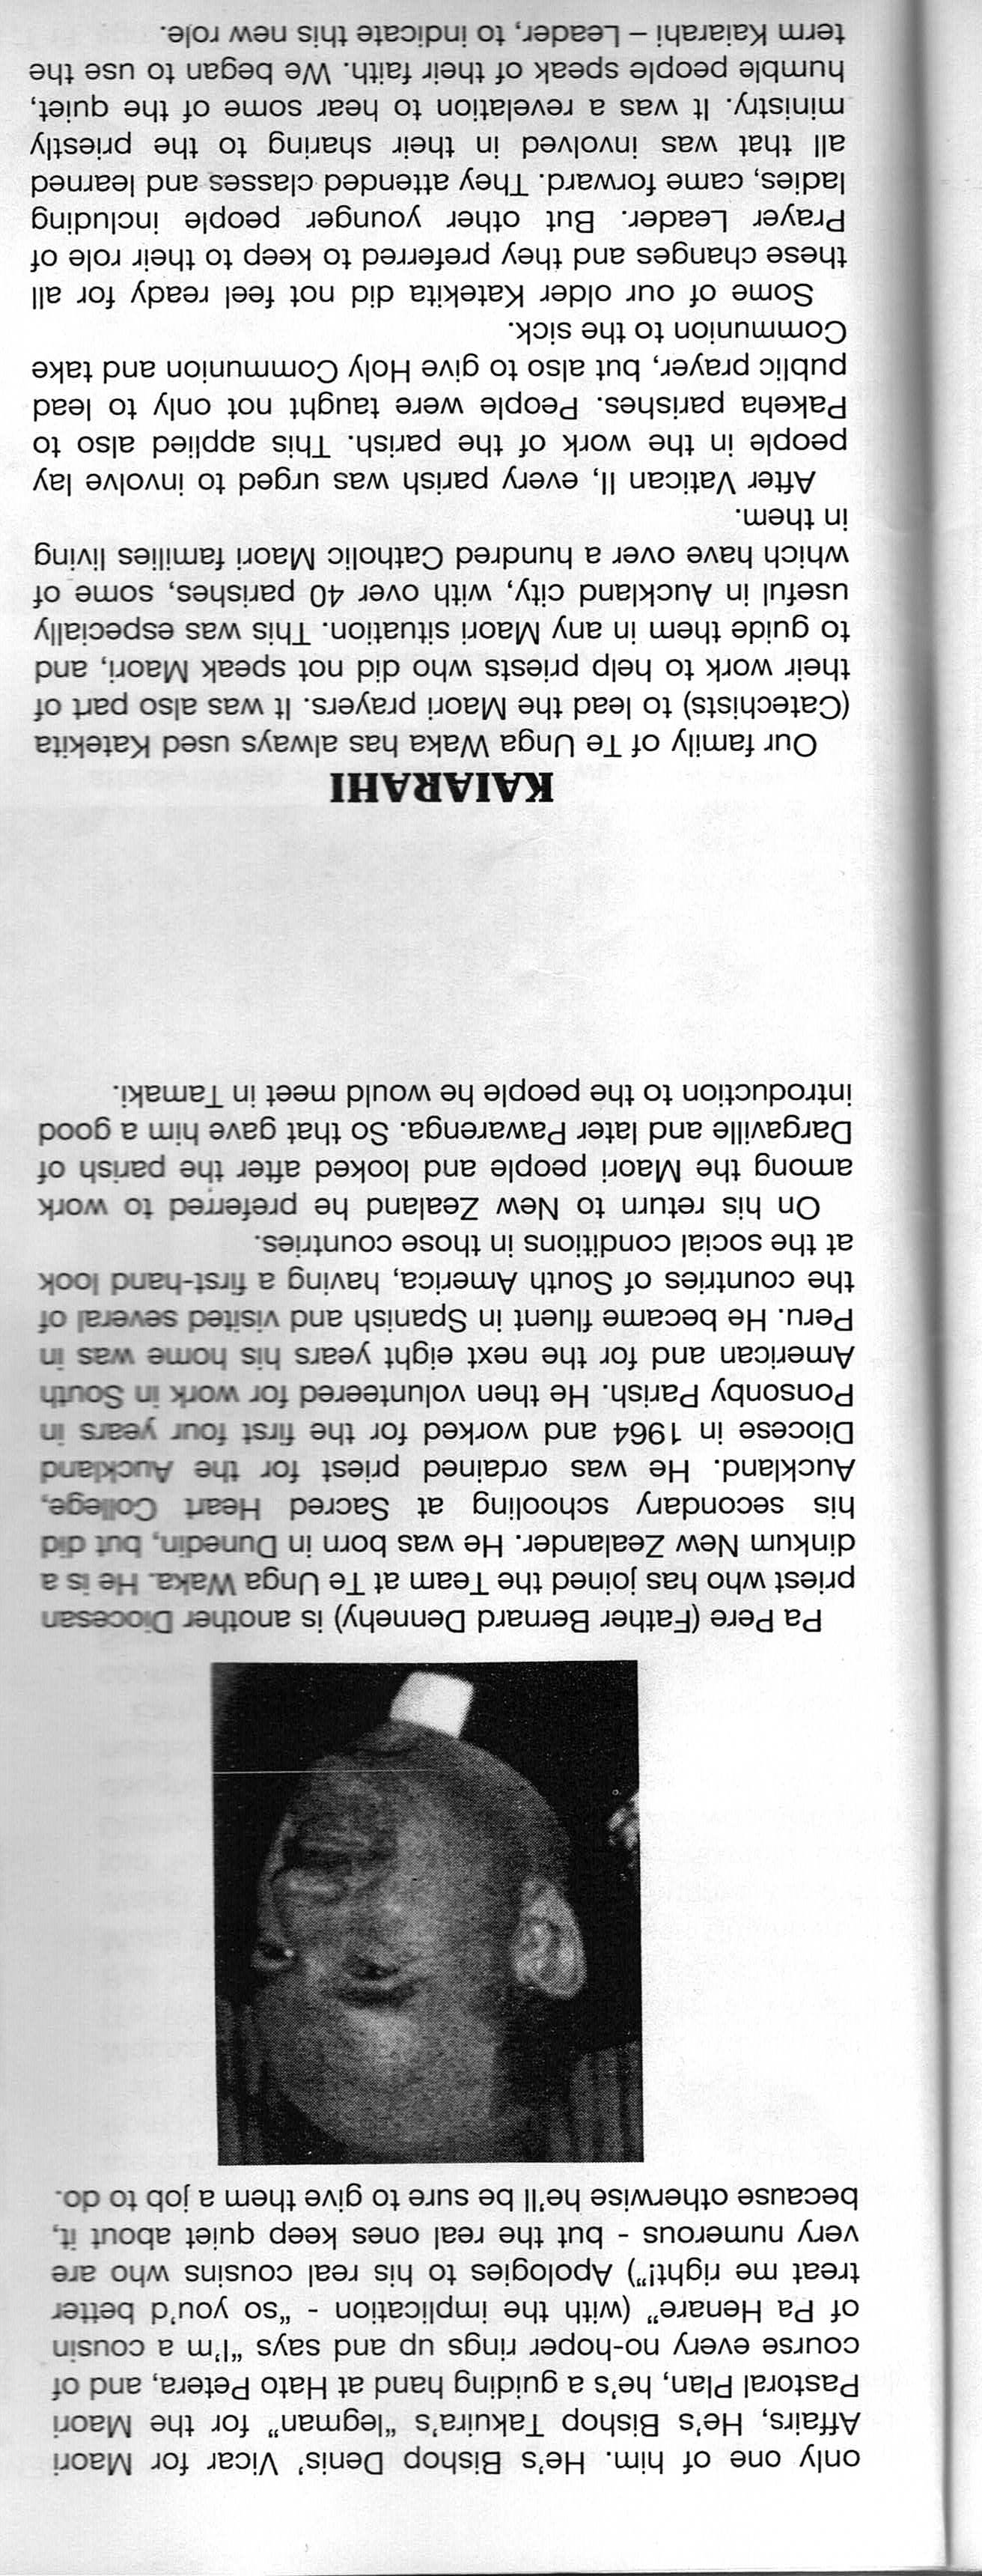 only one of him. He's Bishop Denis' Vicar for Maori
Affairs, He's Bishop Takuira's “legman” for the Maori
Pastoral Plan, he's a guiding hand at Hato Petera, and of
course every no-hoper rings up and says “I'm a cousin
of Pa Henare” (with the implication - “so you'd better
treat me right!”) Apologies to his real cousins who are
very numerous - but the real ones keep quiet about it,
because otherwise he'll be sure to give them a job to do.
Pa Pere (Father Bernard Dennehy) is another Diocesan
priest who has joined the Team at Te Unga Waka. He is a
dinkum New Zealander. He was born in Dunedin, but did
his secondary schooling at Sacred Heart College,
Auckland. He was ordained priest for the Auckland
Diocese in 1964 and worked for the first four years in
Ponsonby Parish. He then volunteered for work in South
American and for the next eight years his home was in
Peru. He became fluent in Spanish and visited several of
the countries of South America, having a first-hand look
at the social conditions in those countries.
On his return to New Zealand he preferred to work
among the Maori people and looked after the parish of
Dargaville and later Pawarenga. So that gave him a good
introduction to the people he would meet in Tamaki.
KAIARAHI
Our family of Te Unga Waka has always used Katekita
(Catechists) to lead the Maori prayers. It was also part of
their work to help priests who did not speak Maori, and
to guide them in any Maori situation. This was especially
useful in Auckland city, with over 40 parishes, some of
which have over a hundred Catholic Maori families living
in them.
After Vatican II, every parish was urged to involve lay
people in the work of the parish. This applied also to
Pakeha parishes. People were taught not only to lead
public prayer, but also to give Holy Communion and take
Communion to the sick.
Some of our older Katekita did not feel ready for all
these changes and they preferred to keep to their role of
Prayer Leader. But other younger people including
ladies, came forward. They attended classes and learned
all that was involved in their sharing to the priestly
ministry. It was a revelation to hear some of the quiet,
humble people speak of their faith. We began to use the
term Kaiarahi – Leader, to indicate this new role.